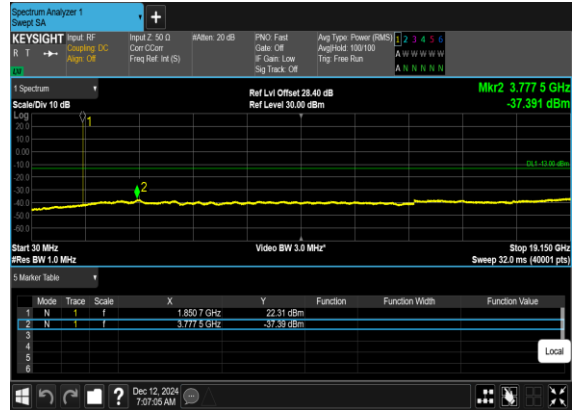 Spectrum Analyzer 1
Swept SA
+
KEYSIGHT Input: RF
R T Coupling: DC
Align: Off
Input Z: 50 Ω
Corr CCorr
Freq Ref: Int (S)
#Atten: 20 dB
PNO: Fast
Gate: Off
IF Gain: Low
Sig Track: Off
Avg Type: Power (RMS)
Avg|Hold: 100/100
Trig: Free Run
1 2 3 4 5 6
A W W W W W
A N N N N N
LXI
1 Spectrum
Scale/Div 10 dB
Ref Lvl Offset 28.40 dB
Ref Level 30.00 dBm
Mkr2 3.777 5 GHz
-37.391 dBm
Log
20.0
10.0
0.00
-10.0
-20.0
-30.0
-40.0
-50.0
-60.0
1
2
DL1 -13.00 dBm
Start 30 MHz
#Res BW 1.0 MHz
Video BW 3.0 MHz*
Stop 19.150 GHz
Sweep 32.0 ms (40001 pts)
5 Marker Table
Mode Trace Scale X Y Function Function Width Function Value
1 N 1 f 1.850 7 GHz 22.31 dBm
2 N 1 f 3.777 5 GHz -37.39 dBm
3
4
5
6
Local
?
Dec 12, 2024
7:07:05 AM